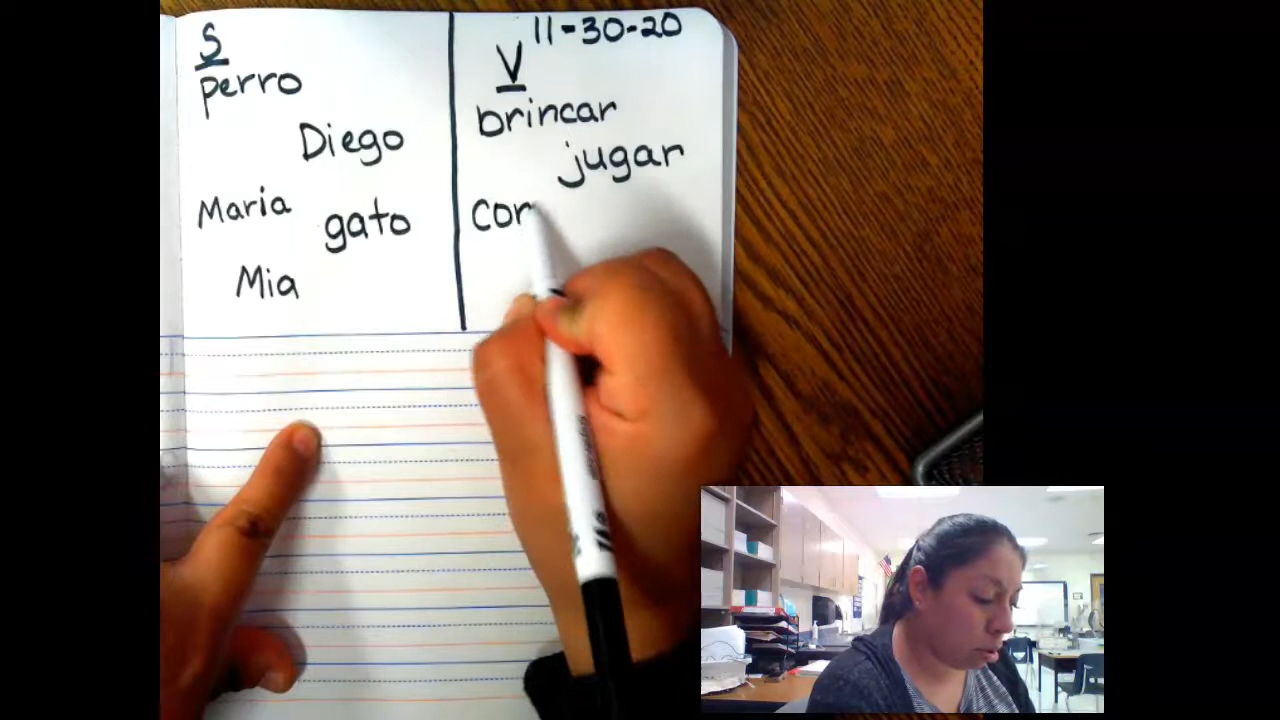 S
perro
Diego
Maria
gato
Mia
11-30-20
V
brincar
jugar
cor